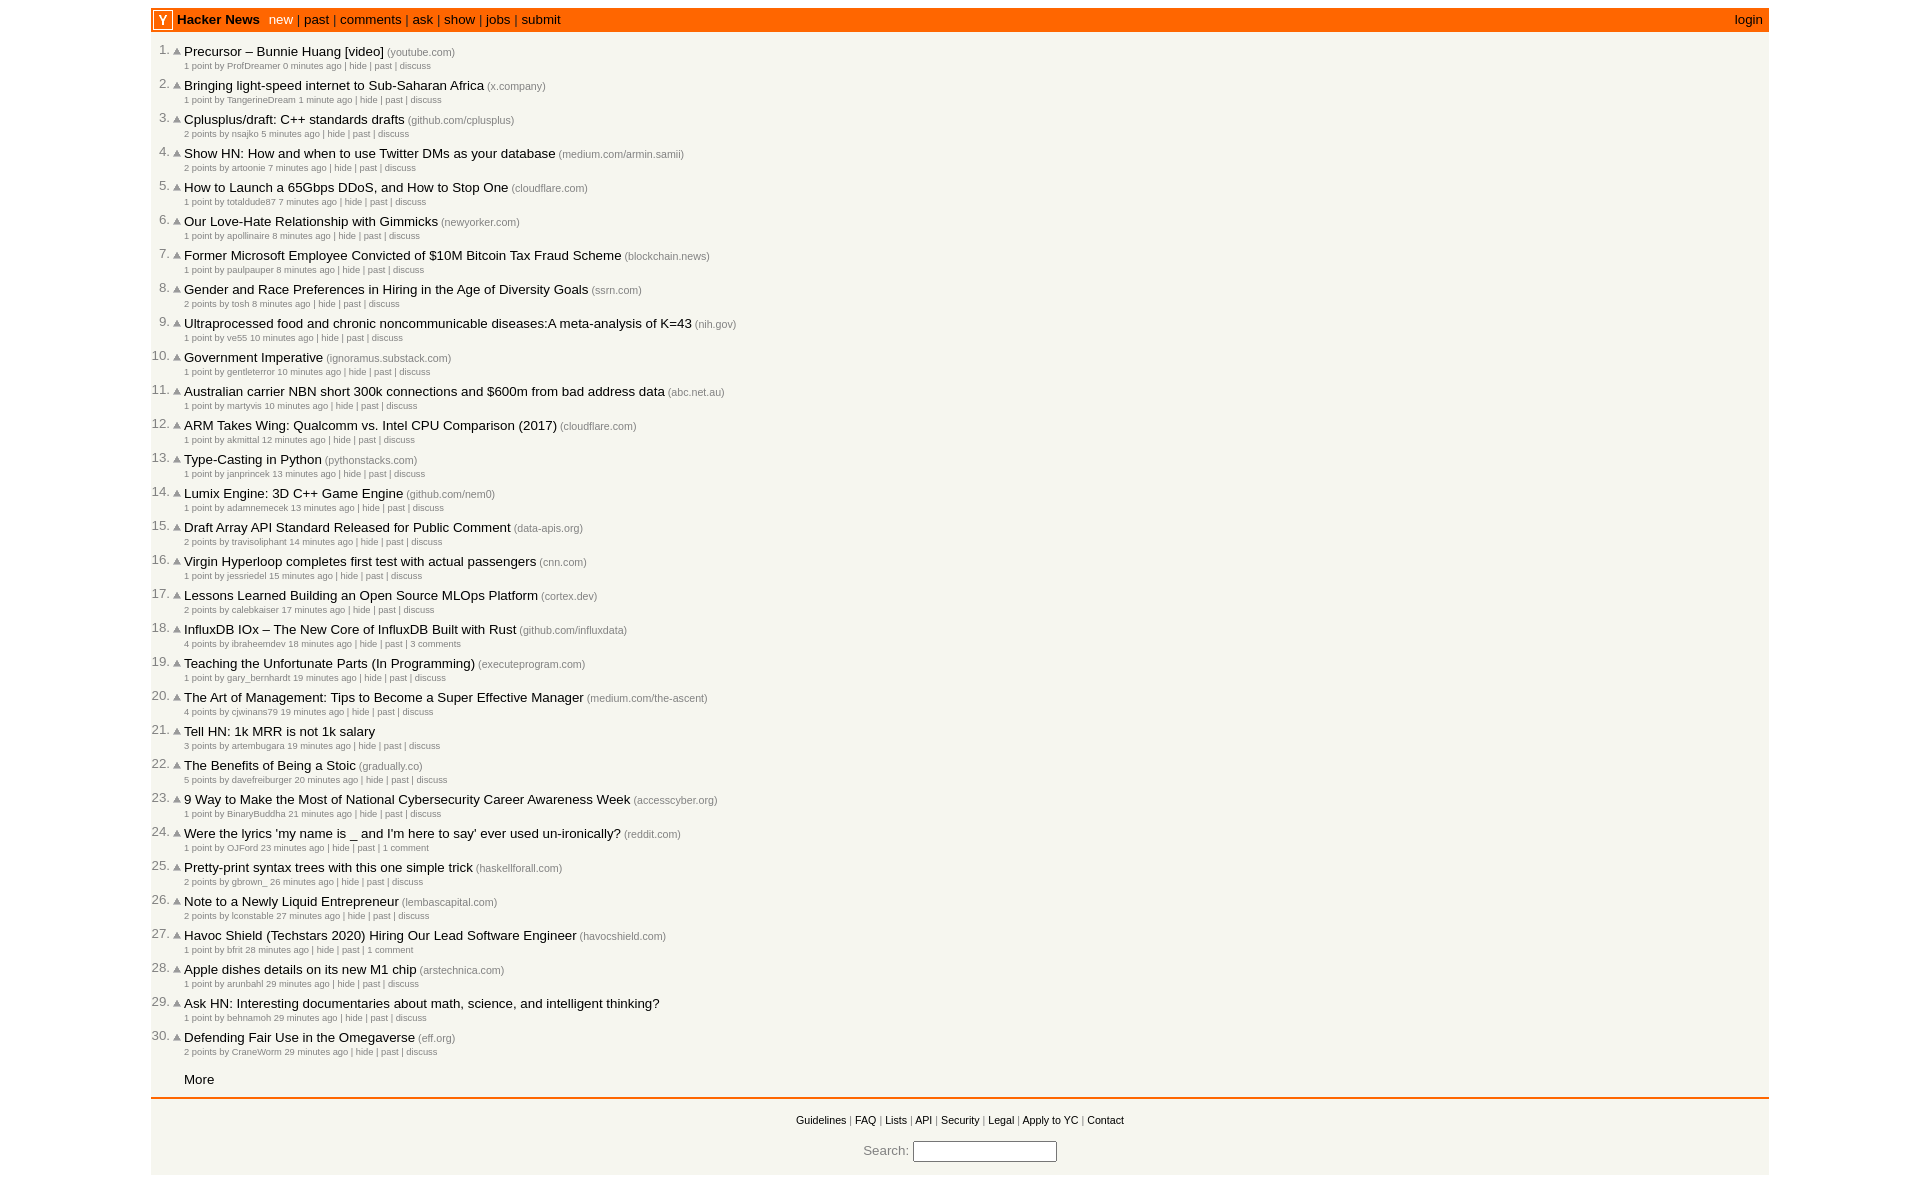 Y Hacker News new | past | comments | ask | show | jobs | submit login
1. Precursor – Bunnie Huang [video] (youtube.com)
1 point by ProfDreamer 0 minutes ago | hide | past | discuss
2. Bringing light-speed internet to Sub-Saharan Africa (x.company)
1 point by TangerineDream 1 minute ago | hide | past | discuss
3. Cplusplus/draft: C++ standards drafts (github.com/cplusplus)
2 points by nsajko 5 minutes ago | hide | past | discuss
4. Show HN: How and when to use Twitter DMs as your database (medium.com/armin.samii)
2 points by artoonie 7 minutes ago | hide | past | discuss
5. How to Launch a 65Gbps DDoS, and How to Stop One (cloudflare.com)
1 point by totaldude87 7 minutes ago | hide | past | discuss
6. Our Love-Hate Relationship with Gimmicks (newyorker.com)
1 point by apollinaire 8 minutes ago | hide | past | discuss
7. Former Microsoft Employee Convicted of $10M Bitcoin Tax Fraud Scheme (blockchain.news)
1 point by paulpauper 8 minutes ago | hide | past | discuss
8. Gender and Race Preferences in Hiring in the Age of Diversity Goals (ssrn.com)
2 points by tosh 8 minutes ago | hide | past | discuss
9. Ultraprocessed food and chronic noncommunicable diseases:A meta-analysis of K=43 (nih.gov)
1 point by ve55 10 minutes ago | hide | past | discuss
10. Government Imperative (ignoramus.substack.com)
1 point by gentleterror 10 minutes ago | hide | past | discuss
11. Australian carrier NBN short 300k connections and $600m from bad address data (abc.net.au)
1 point by martyvis 10 minutes ago | hide | past | discuss
12. ARM Takes Wing: Qualcomm vs. Intel CPU Comparison (2017) (cloudflare.com)
1 point by akmittal 12 minutes ago | hide | past | discuss
13. Type-Casting in Python (pythonstacks.com)
1 point by janprincek 13 minutes ago | hide | past | discuss
14. Lumix Engine: 3D C++ Game Engine (github.com/nem0)
1 point by adamnemecek 13 minutes ago | hide | past | discuss
15. Draft Array API Standard Released for Public Comment (data-apis.org)
2 points by travisoliphant 14 minutes ago | hide | past | discuss
16. Virgin Hyperloop completes first test with actual passengers (cnn.com)
1 point by jessriedel 15 minutes ago | hide | past | discuss
17. Lessons Learned Building an Open Source MLOps Platform (cortex.dev)
2 points by calebkaiser 17 minutes ago | hide | past | discuss
18. InfluxDB IOx – The New Core of InfluxDB Built with Rust (github.com/influxdata)
4 points by ibraheemdev 18 minutes ago | hide | past | 3 comments
19. Teaching the Unfortunate Parts (In Programming) (executeprogram.com)
1 point by gary_bernhardt 19 minutes ago | hide | past | discuss
20. The Art of Management: Tips to Become a Super Effective Manager (medium.com/the-ascent)
4 points by cjwinans79 19 minutes ago | hide | past | discuss
21. Tell HN: 1k MRR is not 1k salary
3 points by artembugara 19 minutes ago | hide | past | discuss
22. The Benefits of Being a Stoic (gradually.co)
5 points by davefreiburger 20 minutes ago | hide | past | discuss
23. 9 Way to Make the Most of National Cybersecurity Career Awareness Week (accesscyber.org)
1 point by BinaryBuddha 21 minutes ago | hide | past | discuss
24. Were the lyrics 'my name is _ and I'm here to say' ever used un-ironically? (reddit.com)
1 point by OJFord 23 minutes ago | hide | past | 1 comment
25. Pretty-print syntax trees with this one simple trick (haskellforall.com)
2 points by gbrown_ 26 minutes ago | hide | past | discuss
26. Note to a Newly Liquid Entrepreneur (lembascapital.com)
2 points by lconstable 27 minutes ago | hide | past | discuss
27. Havoc Shield (Techstars 2020) Hiring Our Lead Software Engineer (havocshield.com)
1 point by bfrit 28 minutes ago | hide | past | 1 comment
28. Apple dishes details on its new M1 chip (arstechnica.com)
1 point by arunbahl 29 minutes ago | hide | past | discuss
29. Ask HN: Interesting documentaries about math, science, and intelligent thinking?
1 point by behnamoh 29 minutes ago | hide | past | discuss
30. Defending Fair Use in the Omegaverse (eff.org)
2 points by CraneWorm 29 minutes ago | hide | past | discuss
More
Guidelines | FAQ | Lists | API | Security | Legal | Apply to YC | Contact
Search: